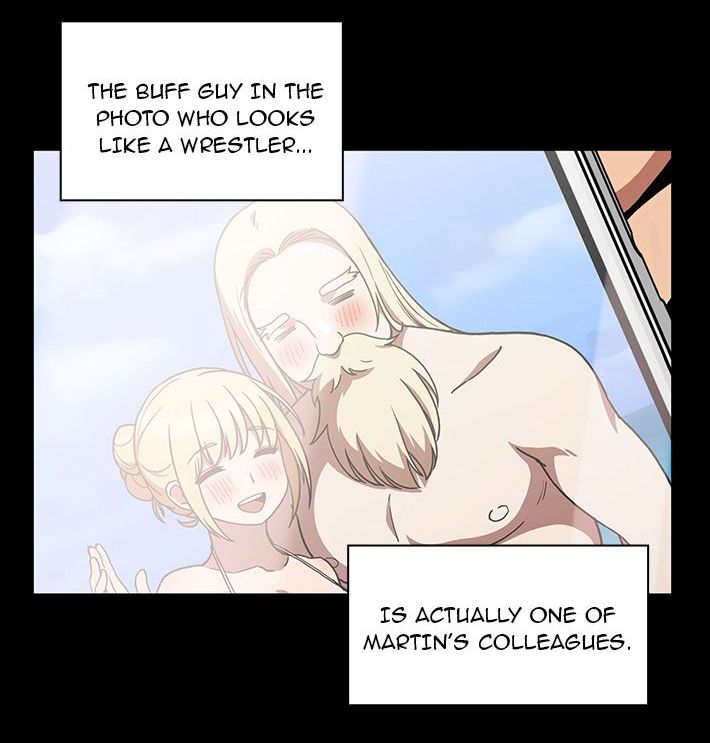 THE BUFF GUY IN THE
PHOTO WHO LOOKS
LIKE A WRESTLER...
IS ACTUALLY ONE OF
MARTIN'S COLLEAGUES.